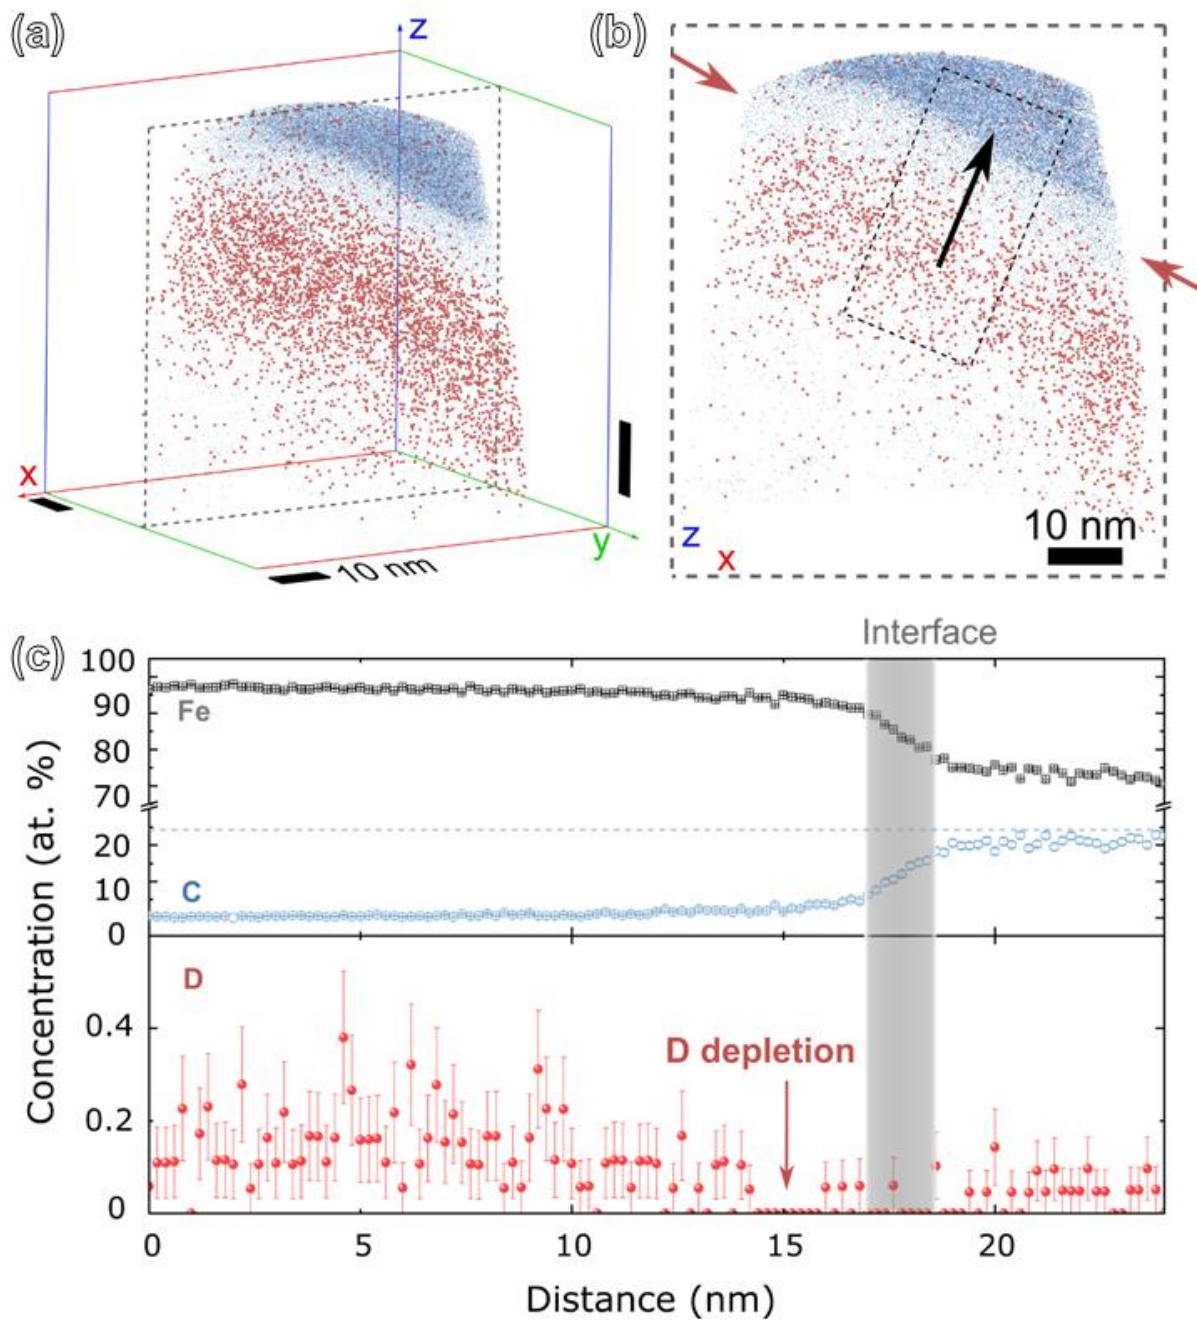 (a)
z
x
y
10 nm
(b)
z
x
10 nm
(c)
Interface
100
90
80
70
20
10
0
Fe
C
Concentration (at. %)
D
D depletion
0.4
0.2
0
0 5 10 15 20
Distance (nm)